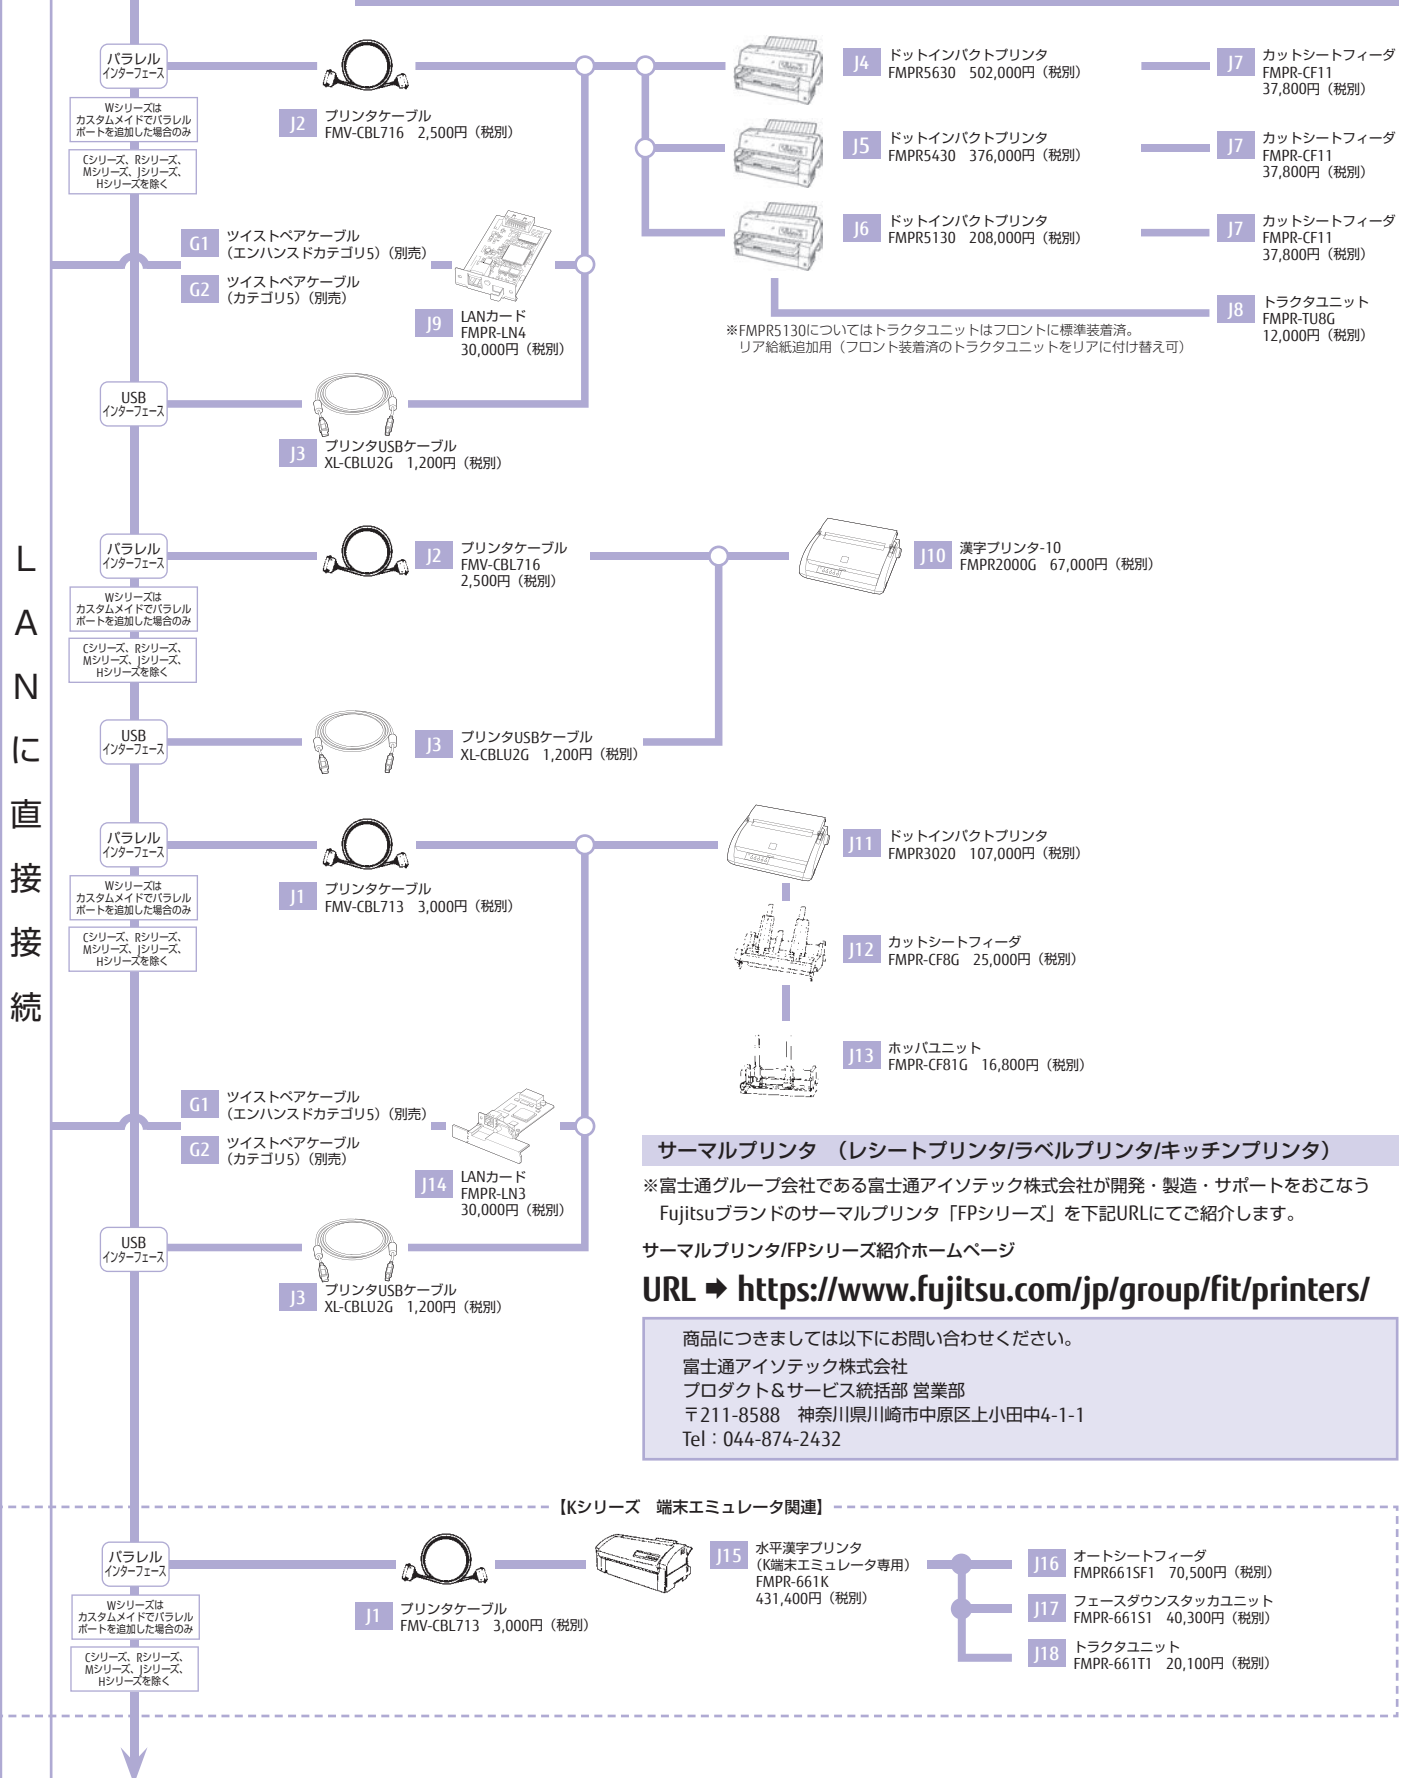 LANに直接接続
パラレル
インターフェース
Wシリーズは
カスタムメイドでパラレル
ポートを追加した場合のみ
Cシリーズ、Rシリーズ、
Mシリーズ、Jシリーズ、
Hシリーズを除く
J2 プリンタケーブル
FMV-CBL716 2,500円（税別）
J4 ドットインパクトプリンタ
FMPR5630 502,000円（税別）
J7 カットシートフィーダ
FMPR-CF11
37,800円（税別）
J5 ドットインパクトプリンタ
FMPR5430 376,000円（税別）
J7 カットシートフィーダ
FMPR-CF11
37,800円（税別）
J6 ドットインパクトプリンタ
FMPR5130 208,000円（税別）
J7 カットシートフィーダ
FMPR-CF11
37,800円（税別）
J8 トラクタユニット
FMPR-TU8G
12,000円（税別）
※FMPR5130についてはトラクタユニットはフロントに標準装着済。
リア給紙追加用（フロント装着済のトラクタユニットをリアに付け替え可）
G1 ツイストペアケーブル
（エンハンスドカテゴリ5）（別売）
G2 ツイストペアケーブル
（カテゴリ5）（別売）
J9 LANカード
FMPR-LN4
30,000円（税別）
USB
インターフェース
J3 プリンタUSBケーブル
XL-CBLU2G 1,200円（税別）
パラレル
インターフェース
Wシリーズは
カスタムメイドでパラレル
ポートを追加した場合のみ
Cシリーズ、Rシリーズ、
Mシリーズ、Jシリーズ、
Hシリーズを除く
J2 プリンタケーブル
FMV-CBL716
2,500円（税別）
J10 漢字プリンタ-10
FMPR2000G 67,000円（税別）
USB
インターフェース
J3 プリンタUSBケーブル
XL-CBLU2G 1,200円（税別）
パラレル
インターフェース
Wシリーズは
カスタムメイドでパラレル
ポートを追加した場合のみ
Cシリーズ、Rシリーズ、
Mシリーズ、Jシリーズ、
Hシリーズを除く
J1 プリンタケーブル
FMV-CBL713 3,000円（税別）
J11 ドットインパクトプリンタ
FMPR3020 107,000円（税別）
J12 カットシートフィーダ
FMPR-CF8G 25,000円（税別）
J13 ホッパユニット
FMPR-CF81G 16,800円（税別）
G1 ツイストペアケーブル
（エンハンスドカテゴリ5）（別売）
G2 ツイストペアケーブル
（カテゴリ5）（別売）
J14 LANカード
FMPR-LN3
30,000円（税別）
USB
インターフェース
J3 プリンタUSBケーブル
XL-CBLU2G 1,200円（税別）
サーマルプリンタ （レシートプリンタ/ラベルプリンタ/キッチンプリンタ）
※富士通グループ会社である富士通アイソテック株式会社が開発・製造・サポートをおこなう
Fujitsuブランドのサーマルプリンタ「FPシリーズ」を下記URLにてご紹介します。
サーマルプリンタ/FPシリーズ紹介ホームページ
URL ➡ https://www.fujitsu.com/jp/group/fit/printers/
商品につきましては以下にお問い合わせください。
富士通アイソテック株式会社
プロダクト＆サービス統括部 営業部
〒211-8588 神奈川県川崎市中原区上小田中4-1-1
Tel：044-874-2432
【Kシリーズ 端末エミュレータ関連】
パラレル
インターフェース
Wシリーズは
カスタムメイドでパラレル
ポートを追加した場合のみ
Cシリーズ、Rシリーズ、
Mシリーズ、Jシリーズ、
Hシリーズを除く
J1 プリンタケーブル
FMV-CBL713 3,000円（税別）
J15 水平漢字プリンタ
（K端末エミュレータ専用）
FMPR-661K
431,400円（税別）
J16 オートシートフィーダ
FMPR661SF1 70,500円（税別）
J17 フェースダウンスタッカユニット
FMPR-661S1 40,300円（税別）
J18 トラクタユニット
FMPR-661T1 20,100円（税別）